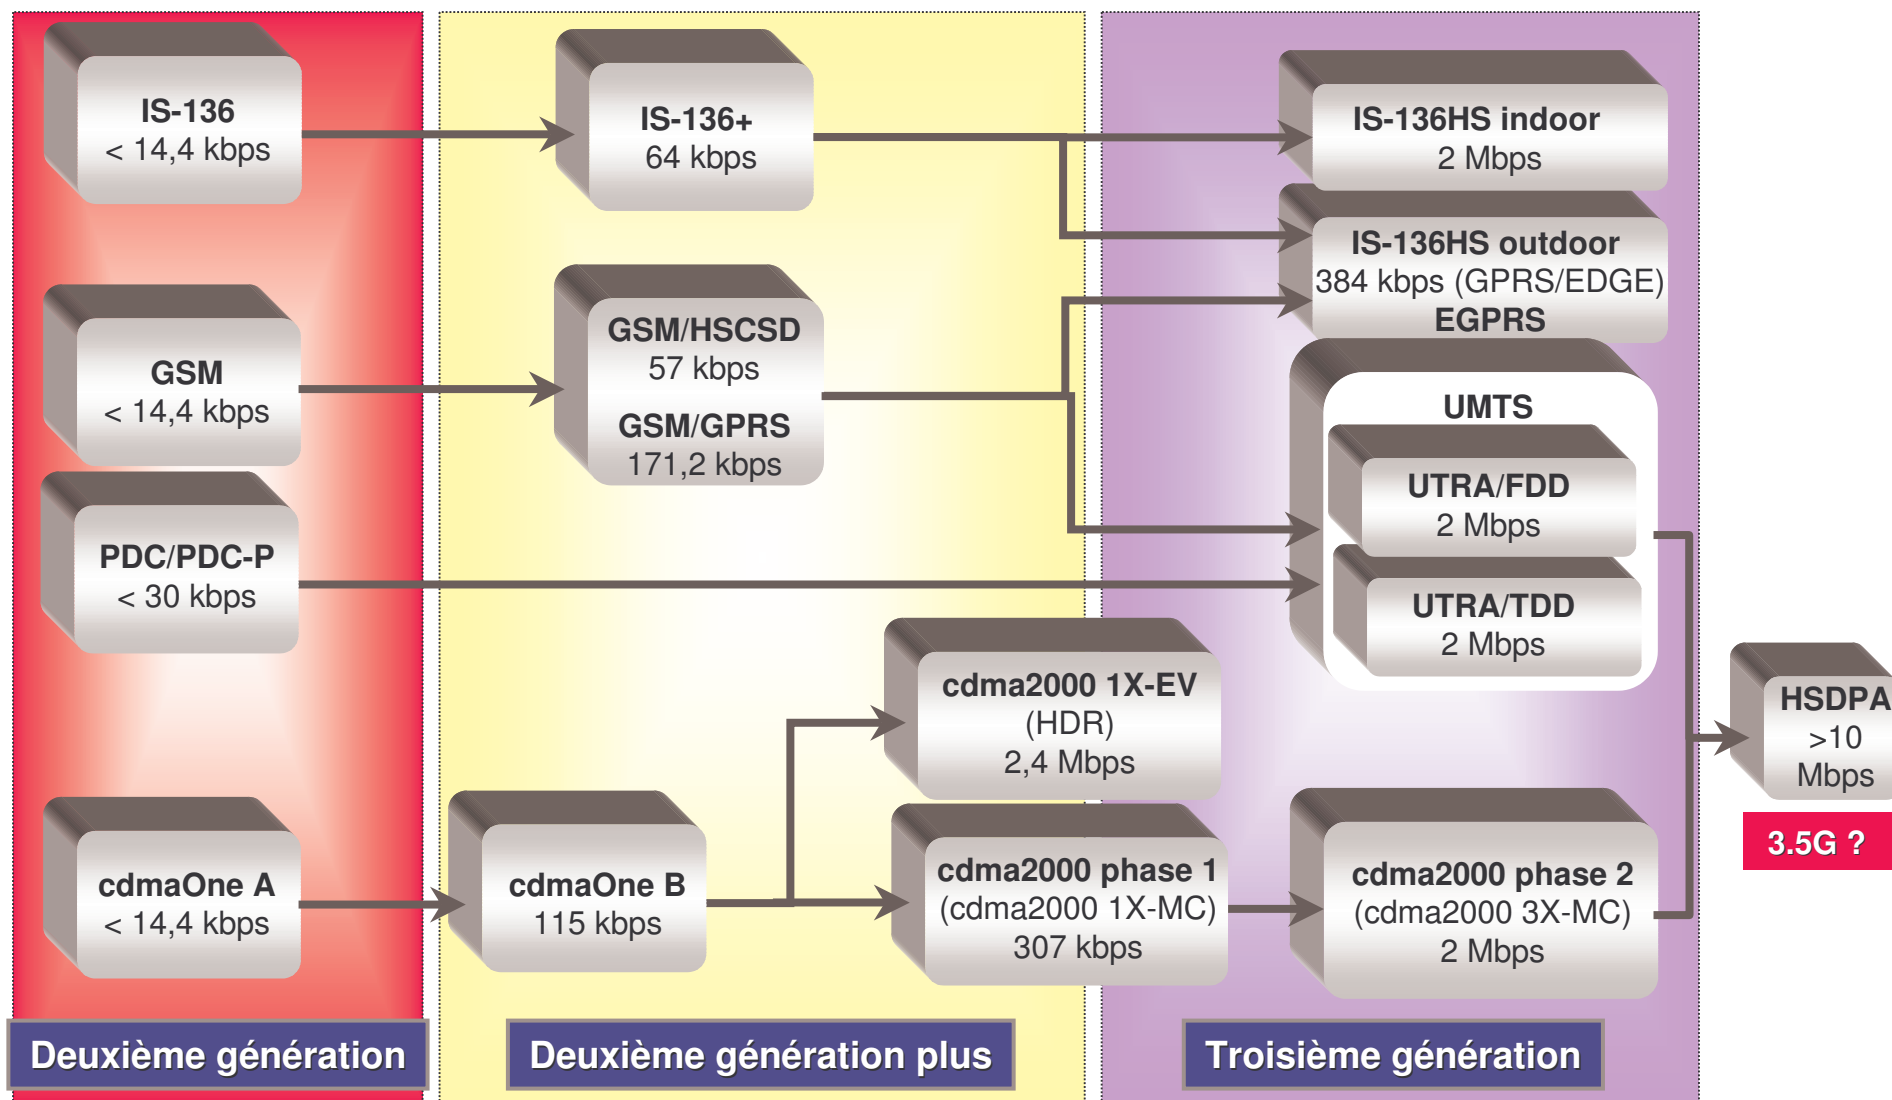 IS-136
< 14,4 kbps
GSM
< 14,4 kbps
PDC/PDC-P
< 30 kbps
cdmaOne A
< 14,4 kbps
Deuxième génération
IS-136+
64 kbps
GSM/HSCSD
57 kbps
GSM/GPRS
171,2 kbps
cdmaOne B
115 kbps
cdma2000 1X-EV
(HDR)
2,4 Mbps
cdma2000 phase 1
(cdma2000 1X-MC)
307 kbps
Deuxième génération plus
IS-136HS indoor
2 Mbps
IS-136HS outdoor
384 kbps (GPRS/EDGE)
EGPRS
UMTS
UTRA/FDD
2 Mbps
UTRA/TDD
2 Mbps
cdma2000 phase 2
(cdma2000 3X-MC)
2 Mbps
Troisième génération
HSDPA
>10
Mbps
3.5G ?